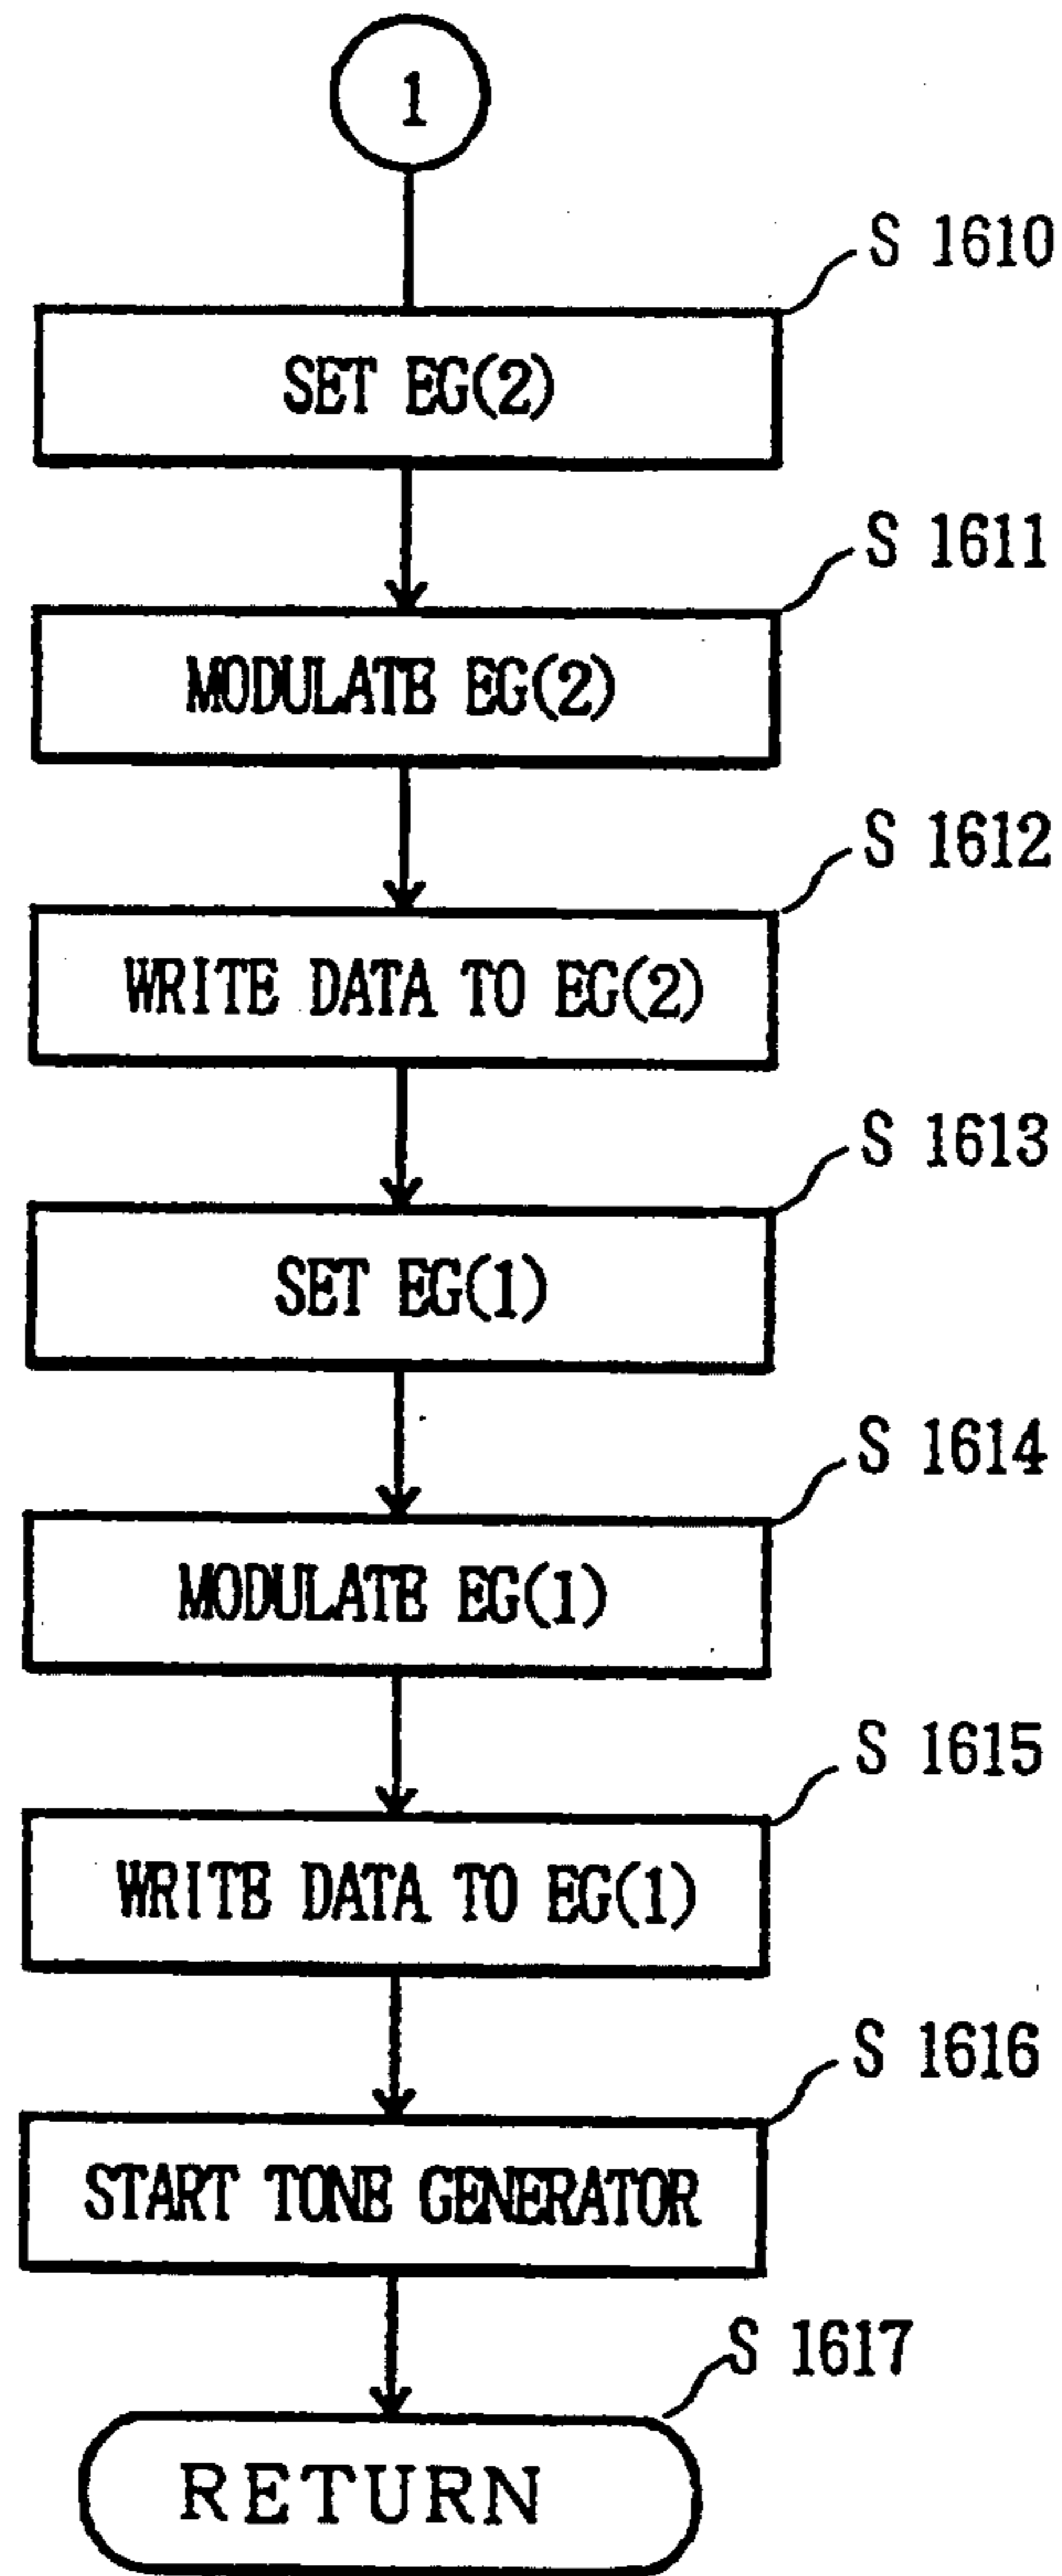 1
S 1610
SET EG(2)
S 1611
MODULATE EG(2)
S 1612
WRITE DATA TO EG(2)
S 1613
SET EG(1)
S 1614
MODULATE EG(1)
S 1615
WRITE DATA TO EG(1)
S 1616
START TONE GENERATOR
S 1617
RETURN